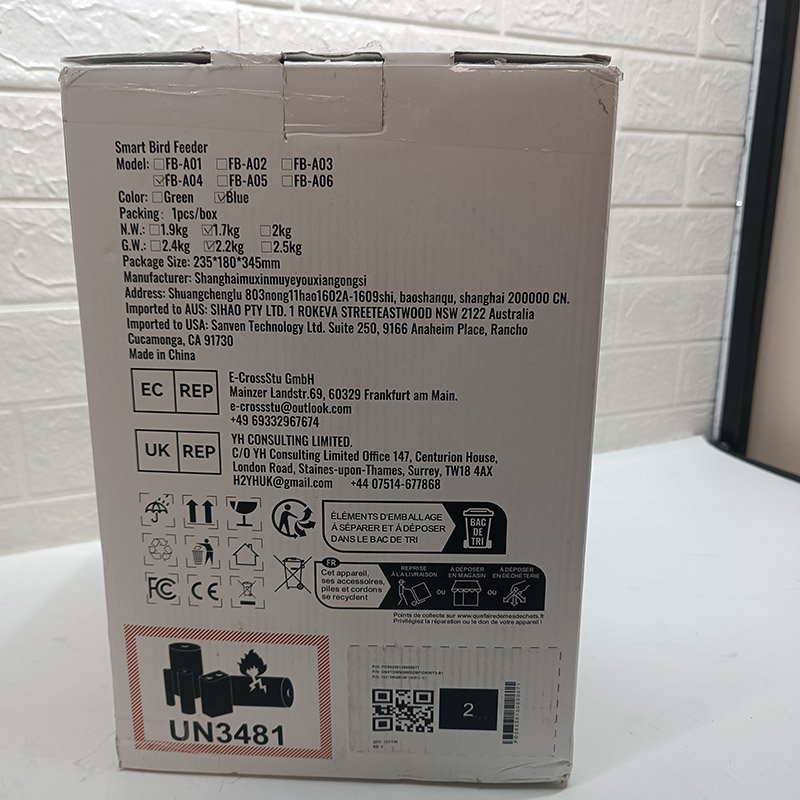 Smart Bird Feeder
Model: FB-A01 FB-A02 FB-A03
FB-A04 FB-A05 FB-A06
Color: Green Blue
Packing: 1pcs/box
N.W.: 1.9kg 1.7kg 2kg
G.W.: 2.4kg 2.2kg 2.5kg
Package Size: 235*180*345mm
Manufacturer: Shanghaimuxinmuyeyouxiangongsi
Address: Shuangchenglu 803nong11hao1602A-1609shi, baoshanqu, shanghai 200000 CN.
Imported to AUS: SIHAO PTY LTD. 1 ROKEVA STREETEASTWOOD NSW 2122 Australia
Imported to USA: Sanven Technology Ltd. Suite 250, 9166 Anaheim Place, Rancho
Cucamonga, CA 91730
Made in China
EC REP
E-CrossStu GmbH
Mainzer Landstr.69, 60329 Frankfurt am Main.
e-crossstu@outlook.com
+49 69332967674
UK REP
YH CONSULTING LIMITED.
C/O YH Consulting Limited Office 147, Centurion House,
London Road, Staines-upon-Thames, Surrey, TW18 4AX
H2YHUK@gmail.com +44 07514-677868
ÉLÉMENTS D'EMBALLAGE
À SÉPARER ET À DÉPOSER
DANS LE BAC DE TRI
BAC
DE
TRI
FR
Cet appareil,
ses accessoires,
piles et cordons
se recyclent
REPRISE
À LA LIVRAISON
OU
À DÉPOSER
EN MAGASIN
OU
À DÉPOSER
EN DÉCHÈTERIE
Points de collecte sur www.quefairedemesdechets.fr
Privilégiez la réparation ou le don de votre appareil !
FC CE
UN3481
2